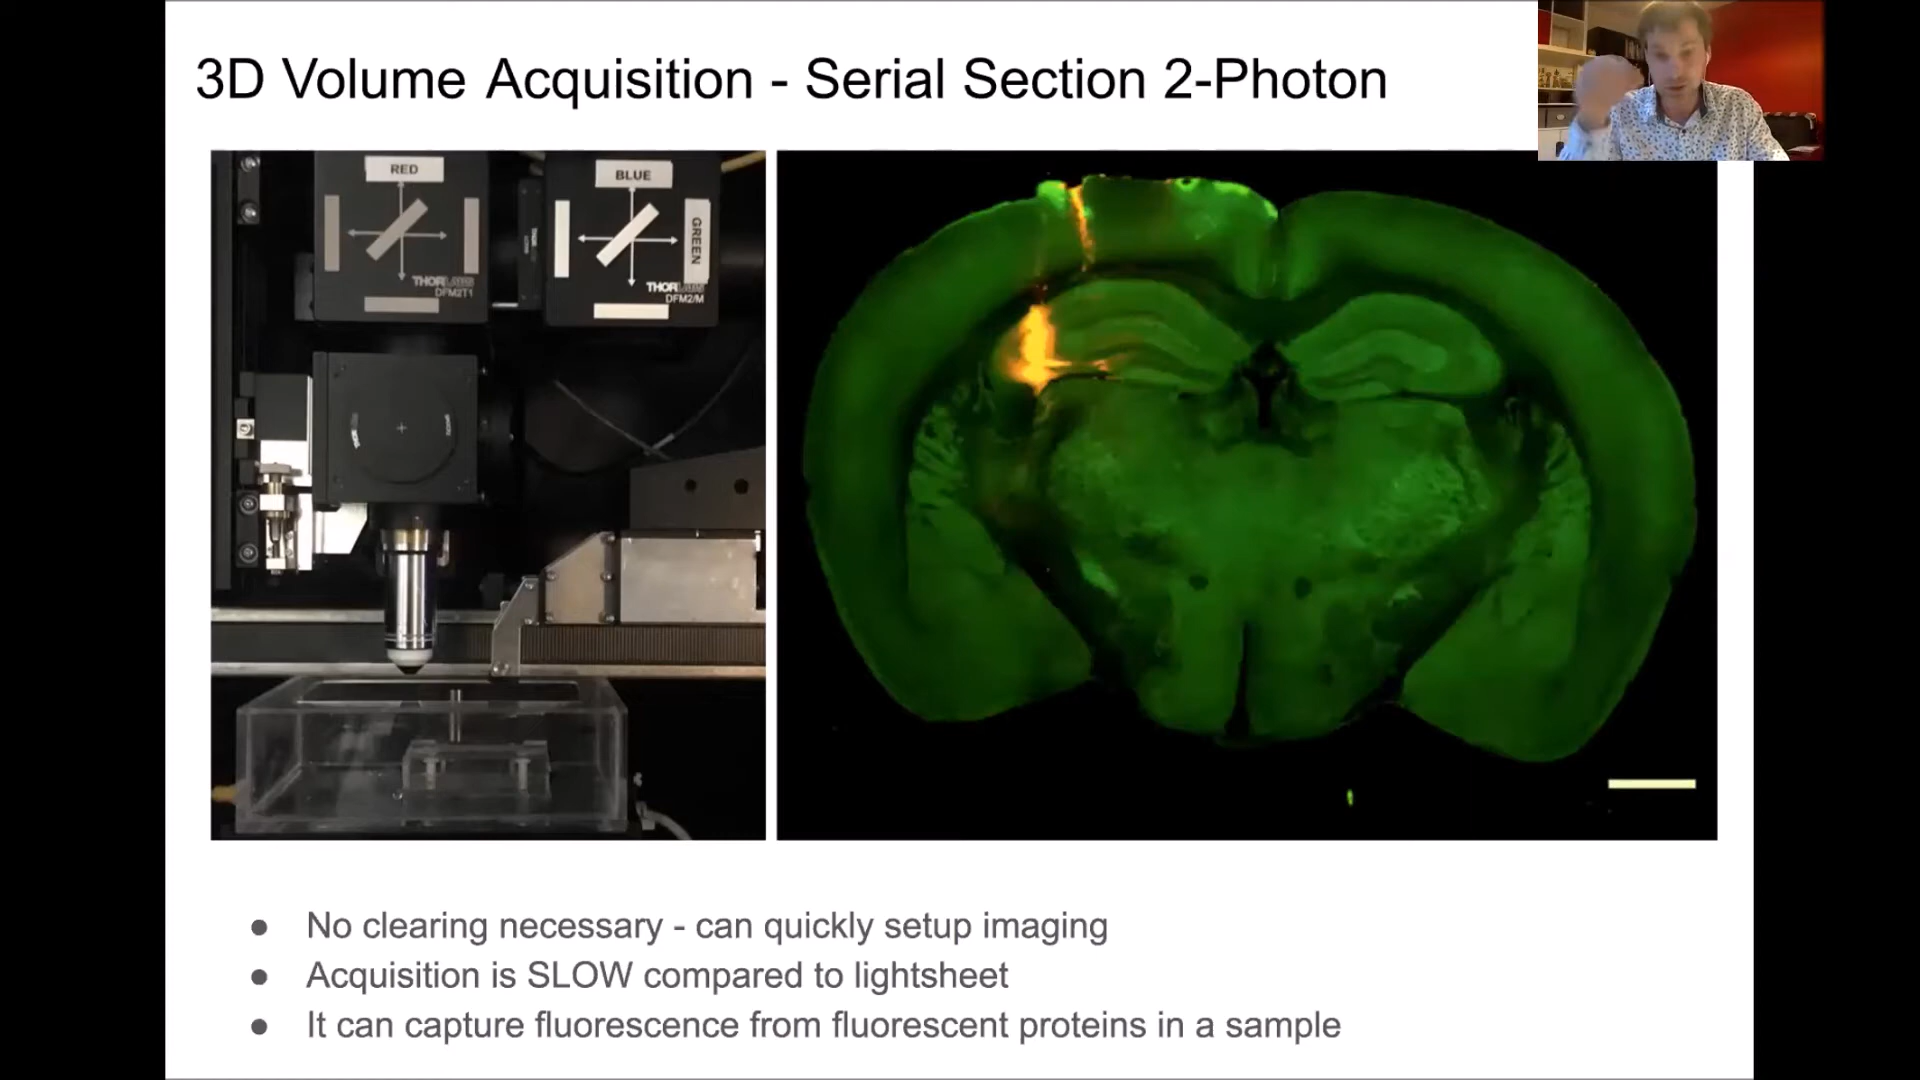 3D Volume Acquisition - Serial Section 2-Photon
RED
THORLABS
DFM2T1
BLUE
GREEN
THORLABS
DFM2/M
● No clearing necessary - can quickly setup imaging
● Acquisition is SLOW compared to lightsheet
● It can capture fluorescence from fluorescent proteins in a sample